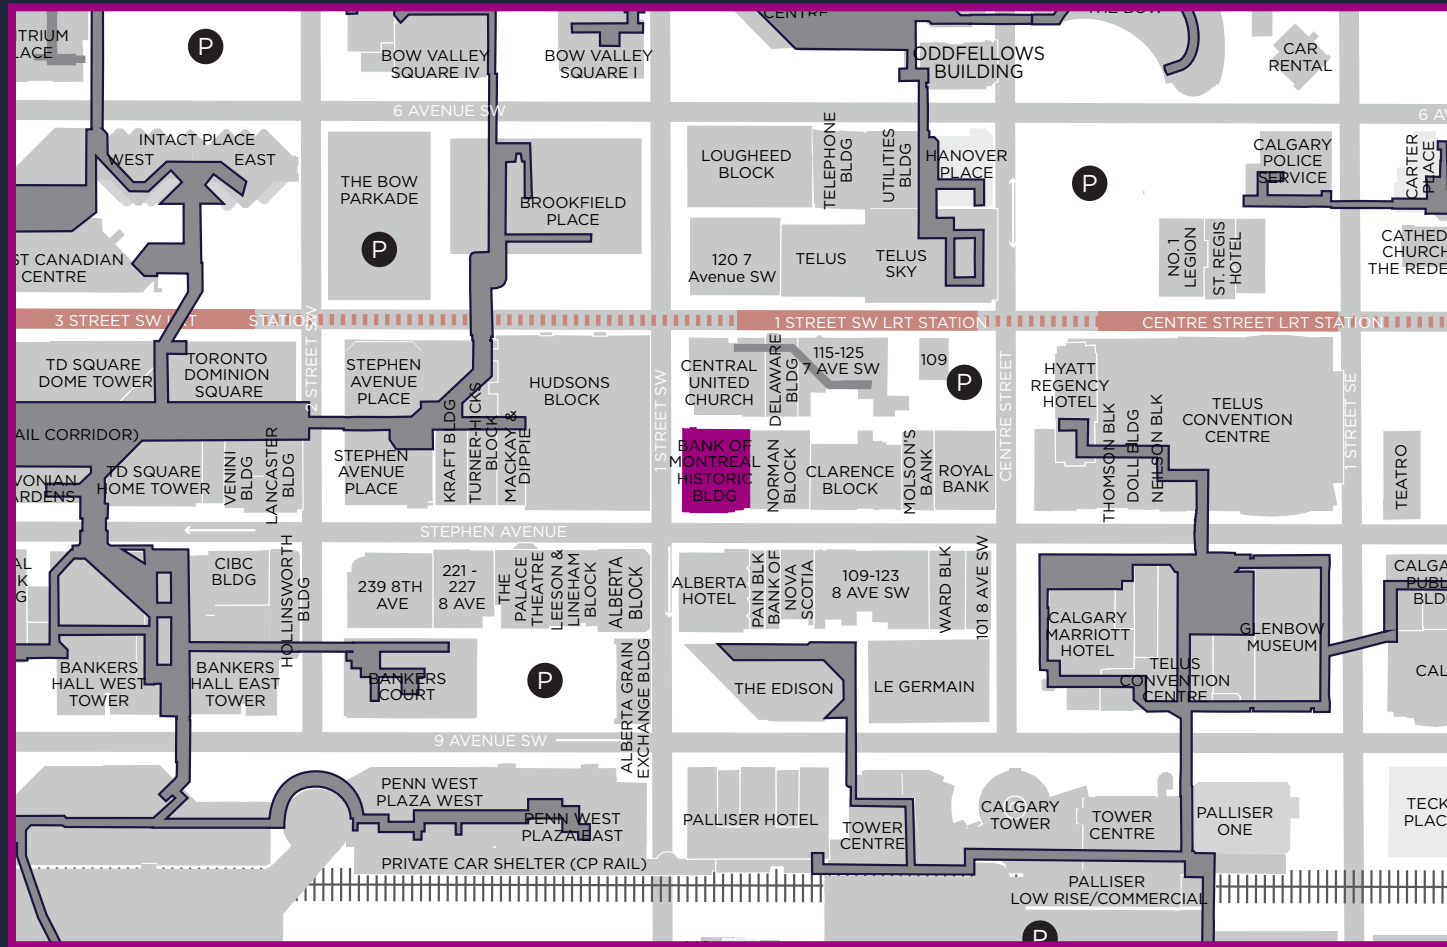 CENTRE
THE BOW
TRIUM
LACE
P
BOW VALLEY
SQUARE IV
BOW VALLEY
SQUARE I
ODDFELLOWS
BUILDING
CAR
RENTAL
6 AVENUE SW
6 AV
INTACT PLACE
WEST
EAST
THE BOW
PARKADE
P
BROOKFIELD
PLACE
LOUGHEED
BLOCK
TELEPHONE
BLDG
UTILITIES
BLDG
HANOVER
PLACE
P
CALGARY
POLICE
SERVICE
CARTER
PLACE
ST CANADIAN
CENTRE
120 7
Avenue SW
TELUS
TELUS
SKY
NO.1
LEGION
ST. REGIS
HOTEL
CATHED
CHURCH
THE REDE
3 STREET SW LRT
STATION
1 STREET SW LRT STATION
CENTRE STREET LRT STATION
2 STREET SW
1 STREET SW
CENTRE STREET
1 STREET SE
TD SQUARE
DOME TOWER
TORONTO
DOMINION
SQUARE
STEPHEN
AVENUE
PLACE
HUDSONS
BLOCK
CENTRAL
UNITED
CHURCH
DELAWARE
BLDG
115-125
7 AVE SW
109
P
HYATT
REGENCY
HOTEL
TELUS
CONVENTION
CENTRE
AIL CORRIDOR)
VONIAN
ARDENS
TD SQUARE
HOME TOWER
VENINI
BLDG
LANCASTER
BLDG
STEPHEN
AVENUE
PLACE
KRAFT BLDG
TURNER-HICKS
BLOCK
MACKAY &
DIPPIE
BANK OF
MONTREAL
HISTORIC
BLDG
NORMAN
BLOCK
CLARENCE
BLOCK
MOLSON'S
BANK
ROYAL
BANK
THOMSON BLK
DOLL BLDG
NEILSON BLK
TEATRO
STEPHEN AVENUE
AL
K
G
CIBC
BLDG
HOLLINSWORTH
BLDG
239 8TH
AVE
221 -
227
8 AVE
THE
PALACE
THEATRE
LEESON &
LINEHAM
BLOCK
ALBERTA
BLOCK
ALBERTA
HOTEL
PAIN BLK
BANK OF
NOVA
SCOTIA
109-123
8 AVE SW
WARD BLK
101 8 AVE SW
CALGARY
MARRIOTT
HOTEL
GLENBOW
MUSEUM
CALGA
PUBL
BLD
BANKERS
HALL WEST
TOWER
BANKERS
HALL EAST
TOWER
BANKERS
COURT
P
ALBERTA GRAIN
EXCHANGE BLDG
THE EDISON
LE GERMAIN
TELUS
CONVENTION
CENTRE
CAL
9 AVENUE SW
PENN WEST
PLAZA WEST
PENN WEST
PLAZA EAST
PALLISER HOTEL
TOWER
CENTRE
CALGARY
TOWER
TOWER
CENTRE
PALLISER
ONE
TECK
PLAC
PRIVATE CAR SHELTER (CP RAIL)
PALLISER
LOW RISE/COMMERCIAL
P